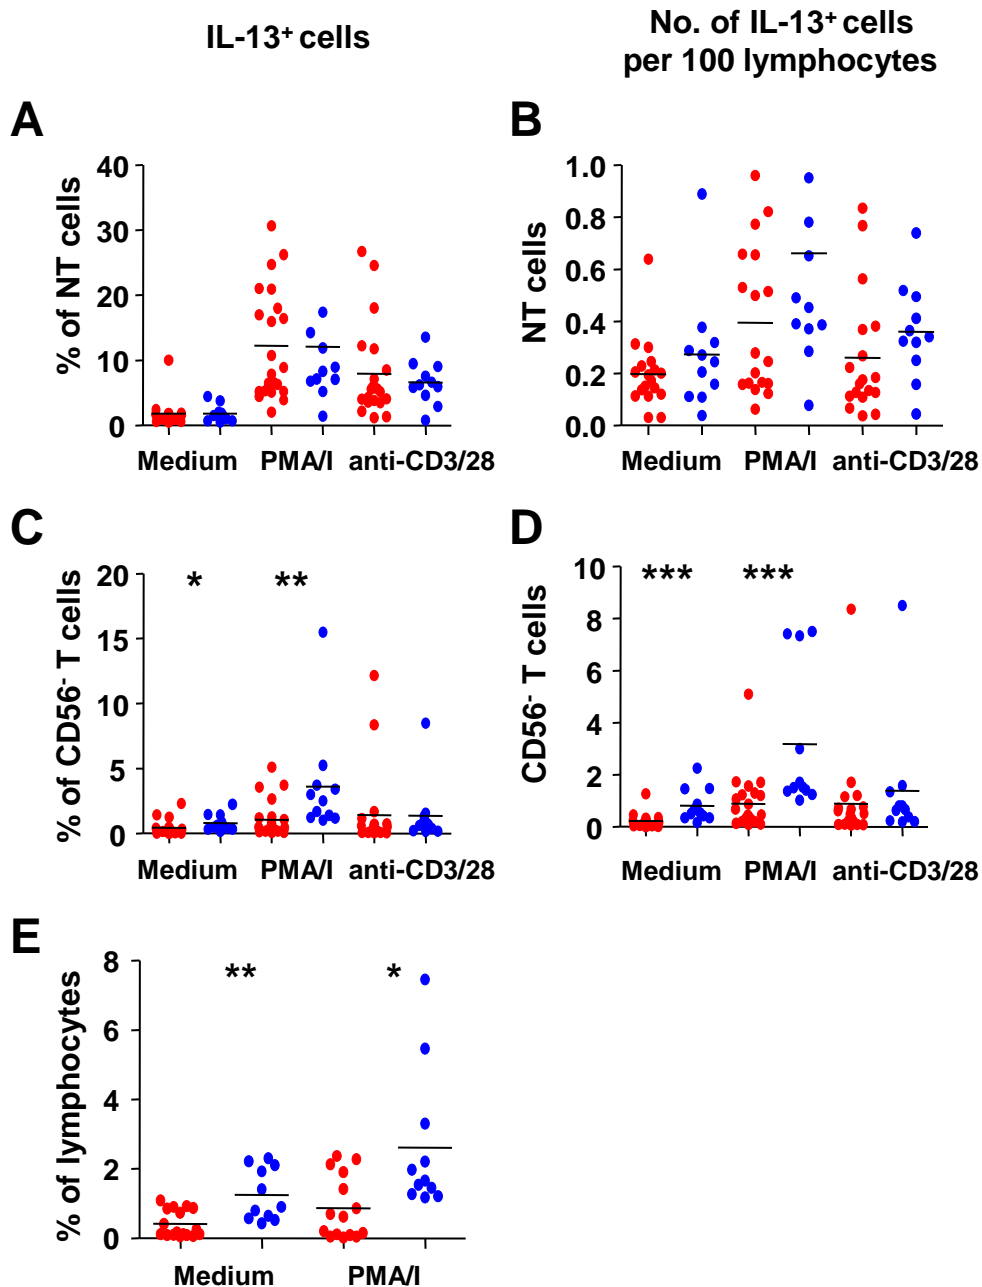 IL-13⁺ cells
No. of IL-13⁺ cells
per 100 lymphocytes
A
% of NT cells
40
30
20
10
0
Medium PMA/I anti-CD3/28
B
NT cells
1.0
0.8
0.6
0.4
0.2
0.0
Medium PMA/I anti-CD3/28
C
% of CD56⁻ T cells
20
15
10
5
0
* **
Medium PMA/I anti-CD3/28
D
CD56⁻ T cells
10
8
6
4
2
0
*** ***
Medium PMA/I anti-CD3/28
E
% of lymphocytes
8
6
4
2
0
** *
Medium PMA/I